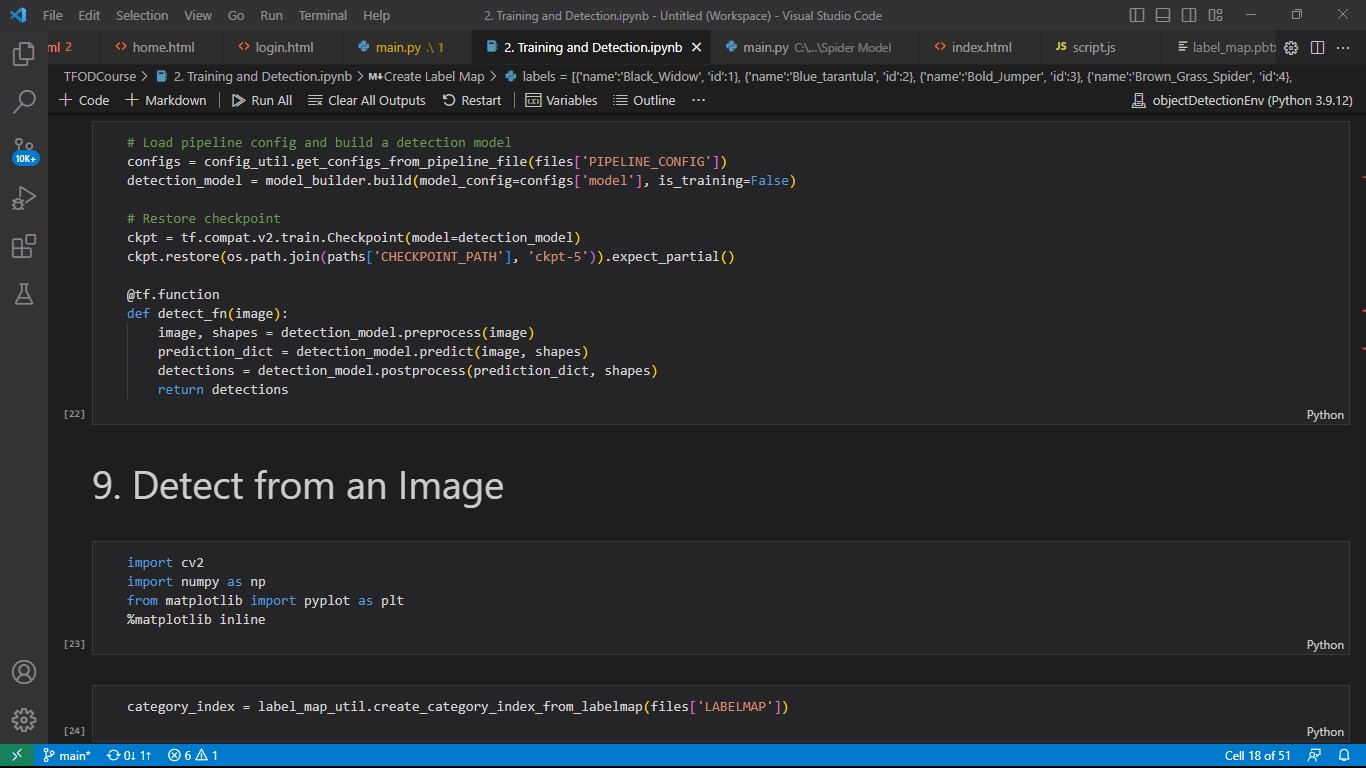 File Edit Selection View Go Run Terminal Help 2. Training and Detection.ipynb - Untitled (Workspace) - Visual Studio Code
ml 2 home.html login.html main.py .\ 1 2. Training and Detection.ipynb main.py C:\...\Spider Model index.html JS script.js label_map.pbt
TFODCourse > 2. Training and Detection.ipynb > M↓Create Label Map > labels = [{'name':'Black_Widow', 'id':1}, {'name':'Blue_tarantula', 'id':2}, {'name':'Bold_Jumper', 'id':3}, {'name':'Brown_Grass_Spider', 'id':4},
+ Code + Markdown Run All Clear All Outputs Restart Variables Outline ... objectDetectionEnv (Python 3.9.12)
10K+
# Load pipeline config and build a detection model
configs = config_util.get_configs_from_pipeline_file(files['PIPELINE_CONFIG'])
detection_model = model_builder.build(model_config=configs['model'], is_training=False)
# Restore checkpoint
ckpt = tf.compat.v2.train.Checkpoint(model=detection_model)
ckpt.restore(os.path.join(paths['CHECKPOINT_PATH'], 'ckpt-5')).expect_partial()
@tf.function
def detect_fn(image):
    image, shapes = detection_model.preprocess(image)
    prediction_dict = detection_model.predict(image, shapes)
    detections = detection_model.postprocess(prediction_dict, shapes)
    return detections
[22] Python
9. Detect from an Image
import cv2
import numpy as np
from matplotlib import pyplot as plt
%matplotlib inline
[23] Python
category_index = label_map_util.create_category_index_from_labelmap(files['LABELMAP'])
[24] Python
main* 0↓ 1↑ 6 1 Cell 18 of 51